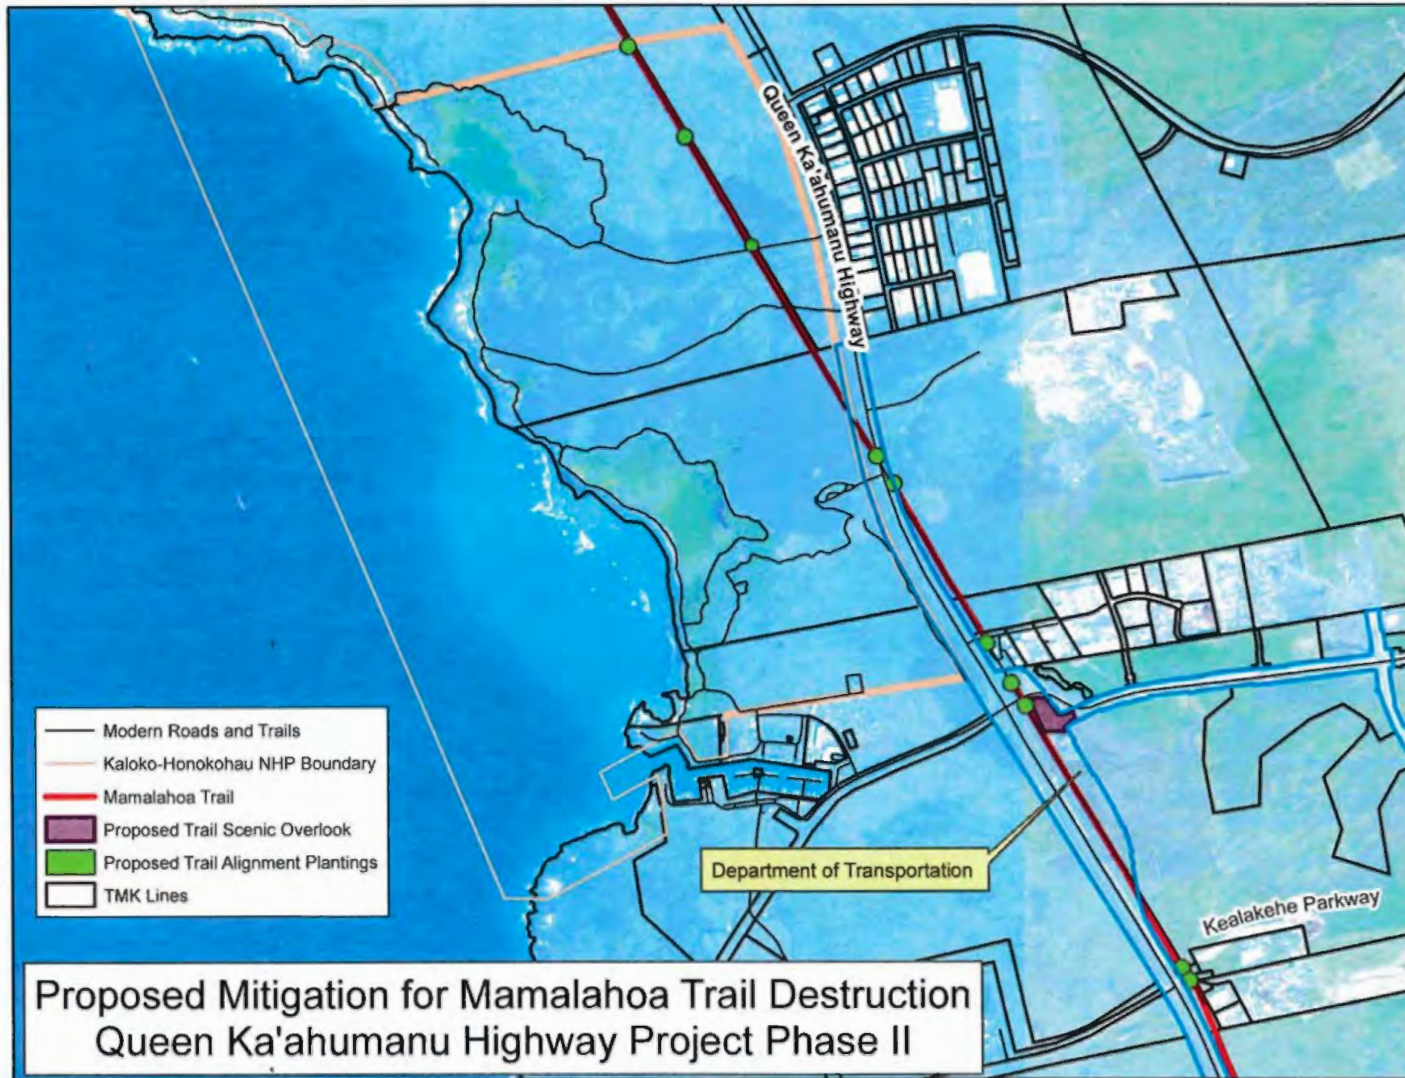 Queen Ka'ahumanu Highway
Modern Roads and Trails
Kaloko-Honokohau NHP Boundary
Mamalahoa Trail
Proposed Trail Scenic Overlook
Proposed Trail Alignment Plantings
TMK Lines
Department of Transportation
Kealakehe Parkway
Proposed Mitigation for Mamalahoa Trail Destruction
Queen Ka'ahumanu Highway Project Phase II